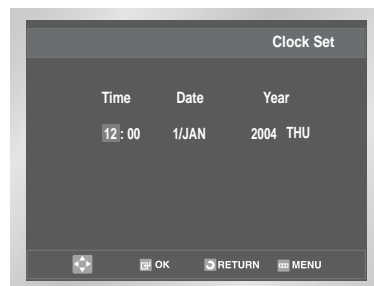 Clock Set
Time Date Year
12 : 00 1/JAN 2004 THU
OK RETURN MENU